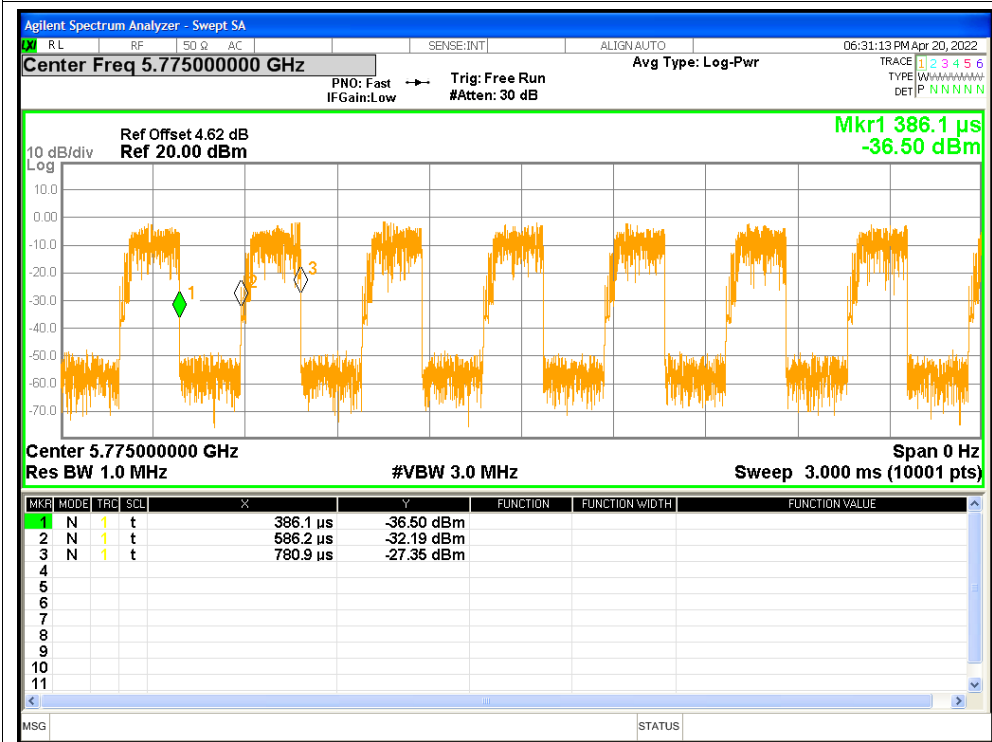 Agilent Spectrum Analyzer - Swept SA
LXI RL RF 50 Ω AC SENSE:INT ALIGN AUTO 06:31:13 PM Apr 20, 2022
Center Freq 5.775000000 GHz Avg Type: Log-Pwr TRACE 1 2 3 4 5 6
PNO: Fast Trig: Free Run TYPE
IFGain:Low #Atten: 30 dB DET P N N N N N
Mkr1 386.1 µs
Ref Offset 4.62 dB
10 dB/div Ref 20.00 dBm -36.50 dBm
Log
10.0
0.00
-10.0
-20.0
3
-30.0
1
2
-40.0
-50.0
-60.0
-70.0
Center 5.775000000 GHz Span 0 Hz
Res BW 1.0 MHz #VBW 3.0 MHz Sweep 3.000 ms (10001 pts)
MKR MODE TRC SCL X Y FUNCTION FUNCTION WIDTH FUNCTION VALUE
1 N 1 t 386.1 µs -36.50 dBm
2 N 1 t 586.2 µs -32.19 dBm
3 N 1 t 780.9 µs -27.35 dBm
4
5
6
7
8
9
10
11
MSG STATUS